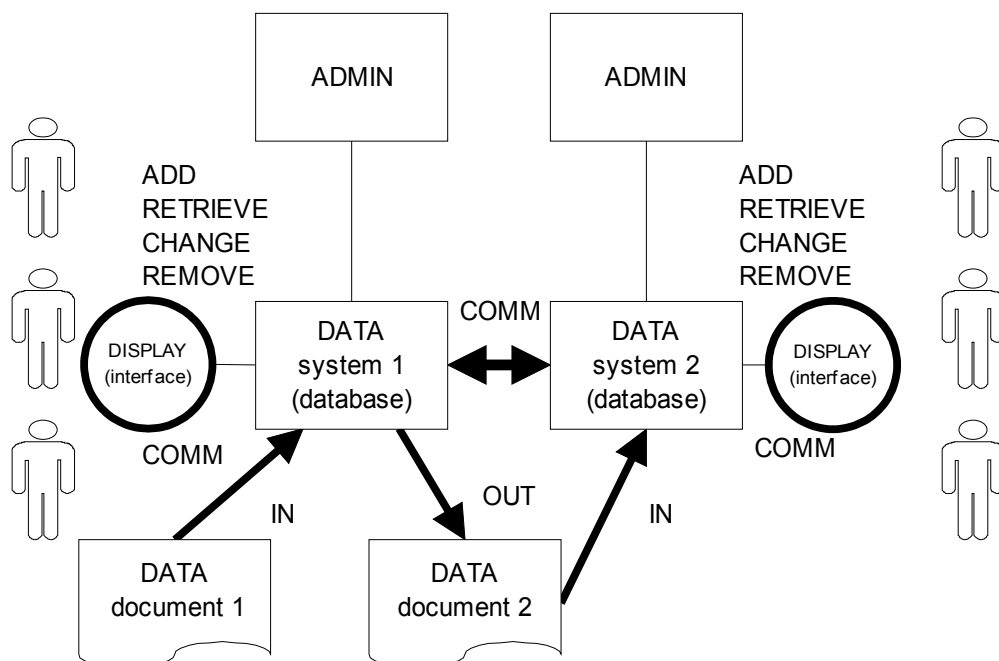 ADMIN
ADMIN
ADD
RETRIEVE
CHANGE
REMOVE
ADD
RETRIEVE
CHANGE
REMOVE
DISPLAY
(interface)
DATA
system 1
(database)
COMM
DATA
system 2
(database)
DISPLAY
(interface)
COMM
COMM
IN
OUT
IN
DATA
document 1
DATA
document 2